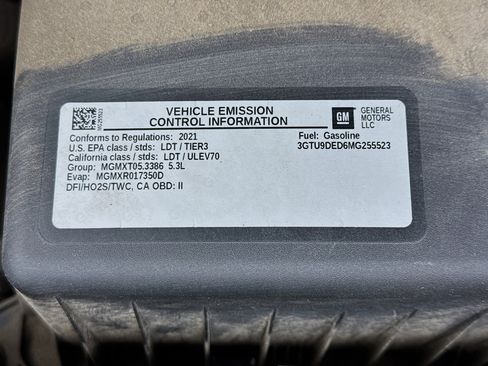 VEHICLE EMISSION
CONTROL INFORMATION
GM
GENERAL
MOTORS
LLC
Conforms to Regulations: 2021
Fuel: Gasoline
U.S. EPA class / stds: LDT / TIER3
3GTU9DED6MG255523
California class / stds: LDT / ULEV70
Group: MGMXT05.3386 5.3L
Evap: MGMXR017350D
DFI/HO2S/TWC, CA OBD: II